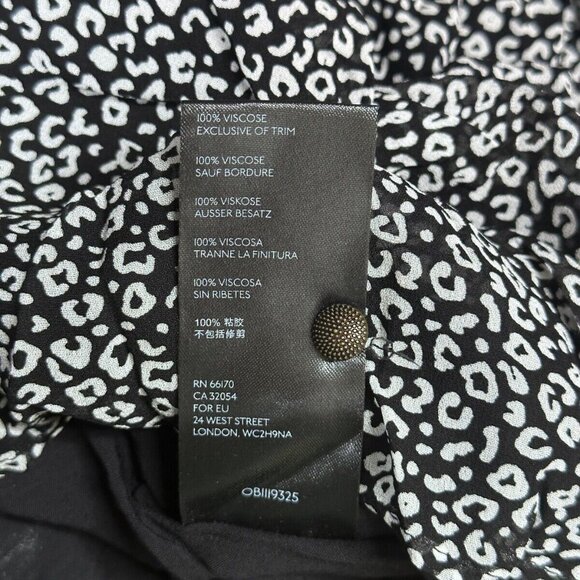 100% VISCOSE
EXCLUSIVE OF TRIM
100% VISCOSE
SAUF BORDURE
100% VISKOSE
AUSSER BESATZ
100% VISCOSA
TRANNE LA FINITURA
100% VISCOSA
SIN RIBETES
100% 粘胶
不包括修剪
RN 66170
CA 32054
FOR EU
24 WEST STREET
LONDON, WC2H9NA
OB1119325